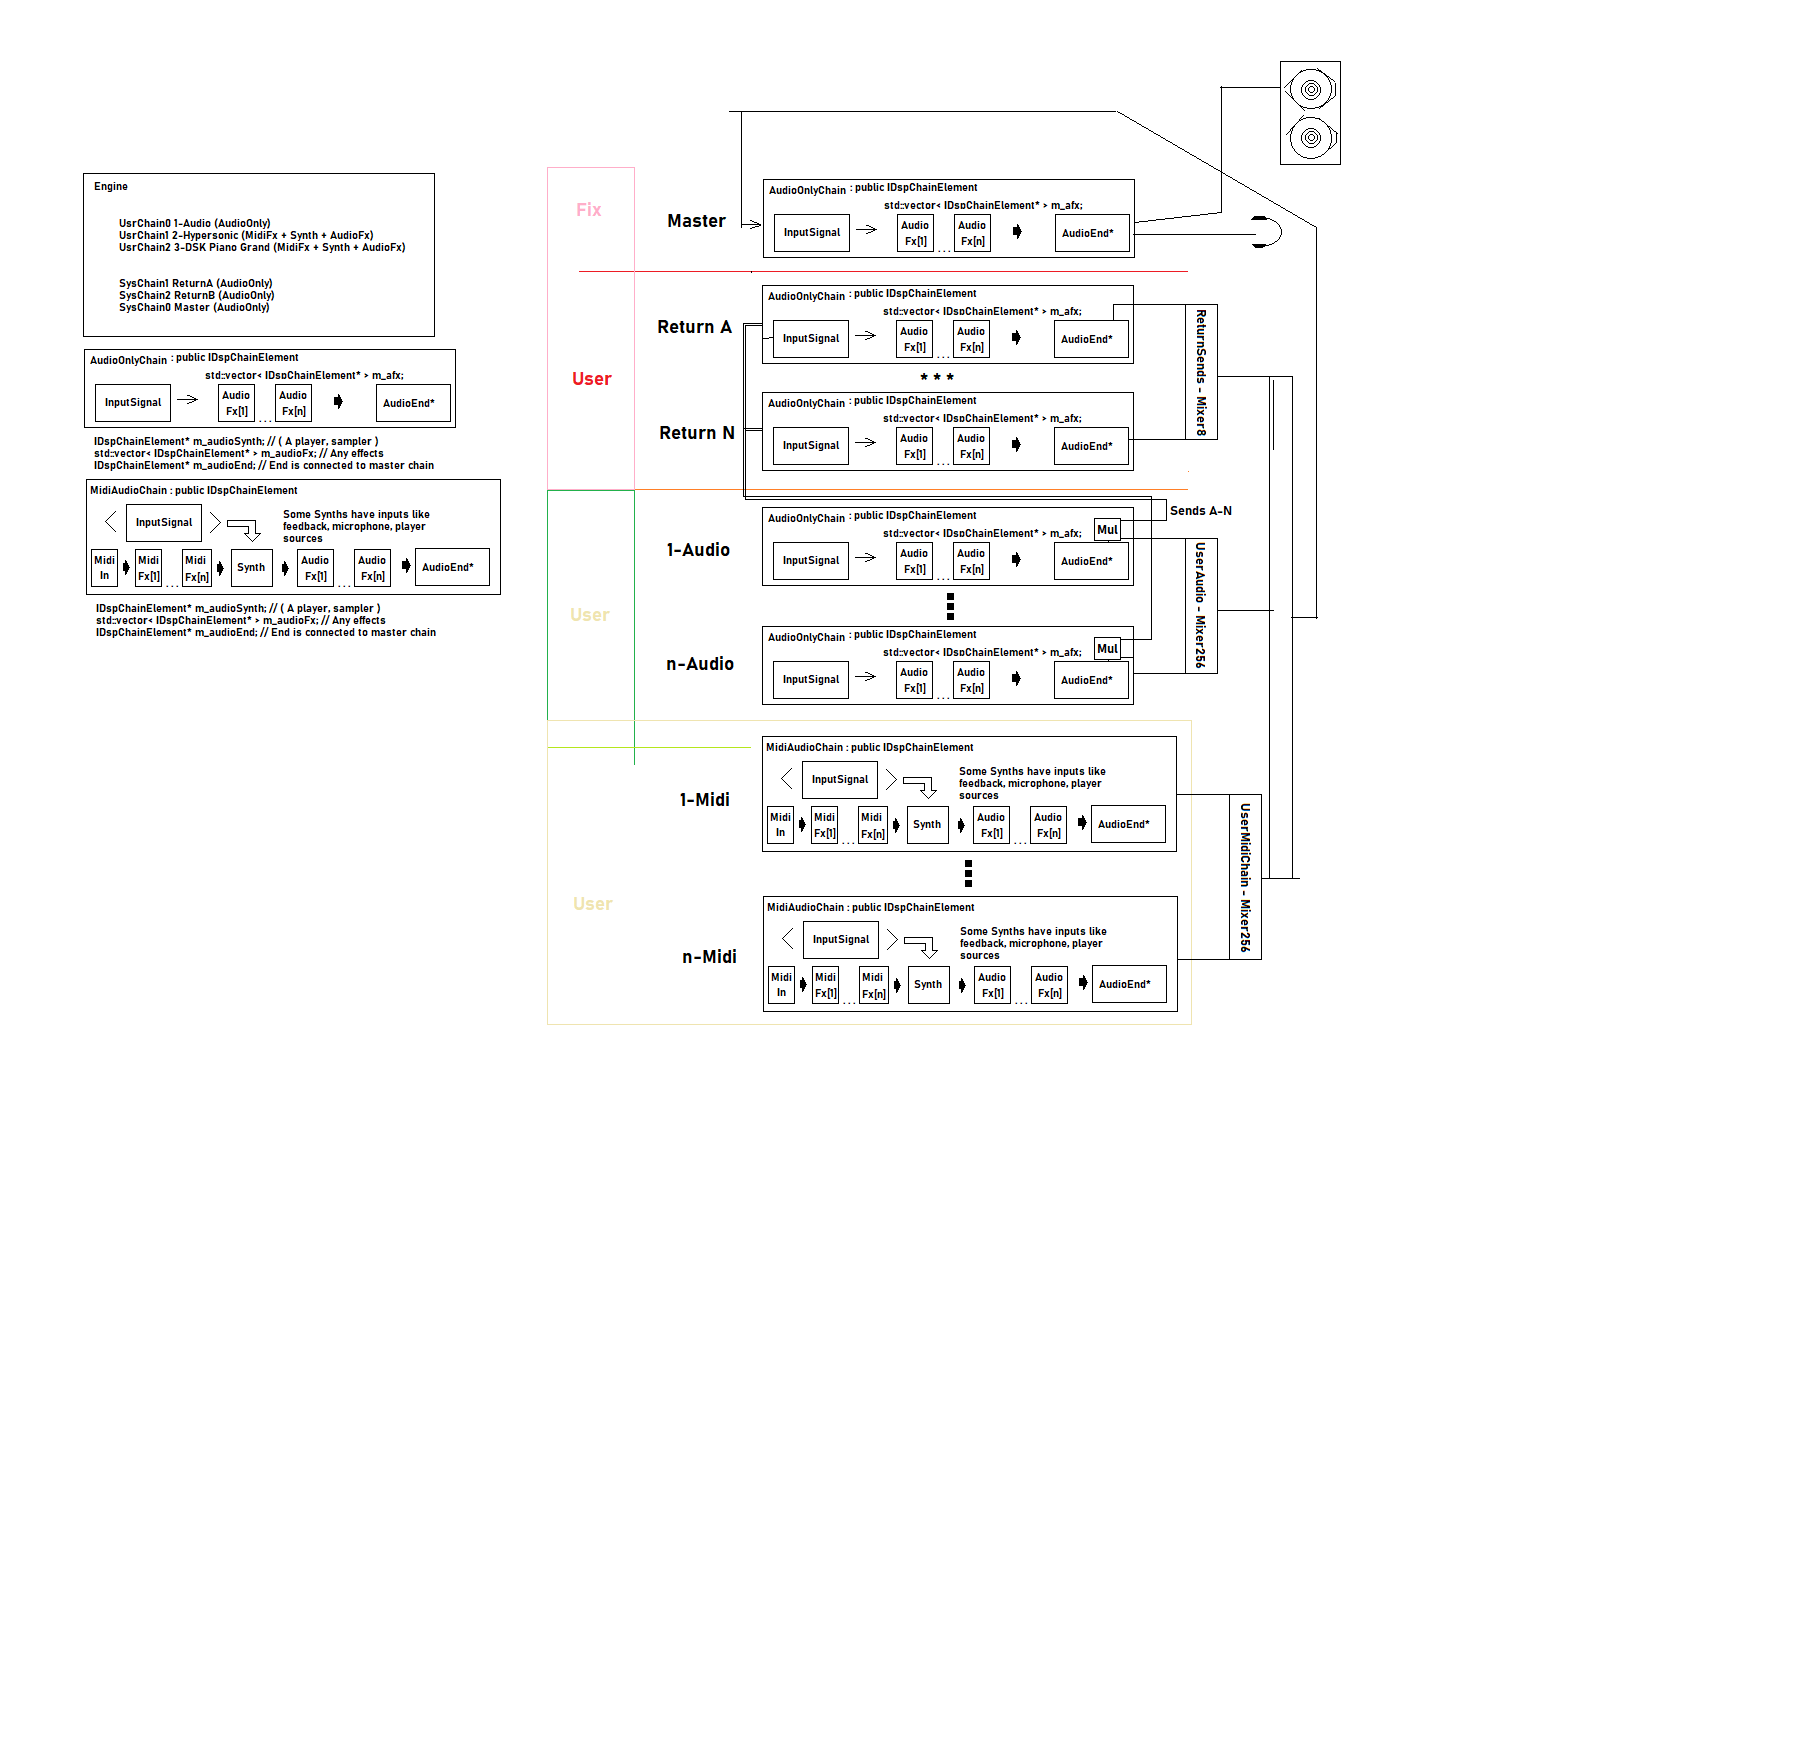 Engine
UsrChain0 1-Audio (AudioOnly)
UsrChain1 2-Hypersonic (MidiFx + Synth + AudioFx)
UsrChain2 3-DSK Piano Grand (MidiFx + Synth + AudioFx)
SysChain1 ReturnA (AudioOnly)
SysChain2 ReturnB (AudioOnly)
SysChain0 Master (AudioOnly)
AudioOnlyChain : public IDspChainElement
std::vector< IDspChainElement* > m_afx;
InputSignal
Audio
Fx[1]
...
Audio
Fx[n]
AudioEnd*
IDspChainElement* m_audioSynth; // ( A player, sampler )
std::vector< IDspChainElement* > m_audioFx; // Any effects
IDspChainElement* m_audioEnd; // End is connected to master chain
MidiAudioChain : public IDspChainElement
InputSignal
Some Synths have inputs like
feedback, microphone, player
sources
Midi
In
Midi
Fx[1]
...
Midi
Fx[n]
Synth
Audio
Fx[1]
...
Audio
Fx[n]
AudioEnd*
IDspChainElement* m_audioSynth; // ( A player, sampler )
std::vector< IDspChainElement* > m_audioFx; // Any effects
IDspChainElement* m_audioEnd; // End is connected to master chain
Fix
Master
AudioOnlyChain : public IDspChainElement
std::vector< IDspChainElement* > m_afx;
InputSignal
Audio
Fx[1]
...
Audio
Fx[n]
AudioEnd*
User
Return A
AudioOnlyChain : public IDspChainElement
std::vector< IDspChainElement* > m_afx;
InputSignal
Audio
Fx[1]
...
Audio
Fx[n]
AudioEnd*
* * *
Return N
AudioOnlyChain : public IDspChainElement
std::vector< IDspChainElement* > m_afx;
InputSignal
Audio
Fx[1]
...
Audio
Fx[n]
AudioEnd*
ReturnSends - Mixer8
Sends A-N
User
1-Audio
AudioOnlyChain : public IDspChainElement
std::vector< IDspChainElement* > m_afx;
Mul
InputSignal
Audio
Fx[1]
...
Audio
Fx[n]
AudioEnd*
n-Audio
AudioOnlyChain : public IDspChainElement
std::vector< IDspChainElement* > m_afx;
Mul
InputSignal
Audio
Fx[1]
...
Audio
Fx[n]
AudioEnd*
UserAudio - Mixer256
User
1-Midi
MidiAudioChain : public IDspChainElement
InputSignal
Some Synths have inputs like
feedback, microphone, player
sources
Midi
In
Midi
Fx[1]
...
Midi
Fx[n]
Synth
Audio
Fx[1]
...
Audio
Fx[n]
AudioEnd*
n-Midi
MidiAudioChain : public IDspChainElement
InputSignal
Some Synths have inputs like
feedback, microphone, player
sources
Midi
In
Midi
Fx[1]
...
Midi
Fx[n]
Synth
Audio
Fx[1]
...
Audio
Fx[n]
AudioEnd*
UserMidiChain - Mixer256